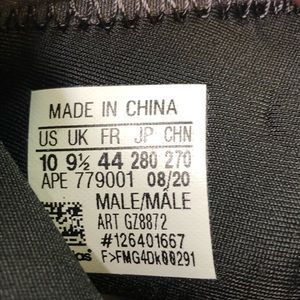 MADE IN CHINA
US UK FR JP CHN
10 9½ 44 280 270
APE 779001 08/20
MALE/MÂLE
ART GZ8872
#126401667
F>FMG4Dk00291